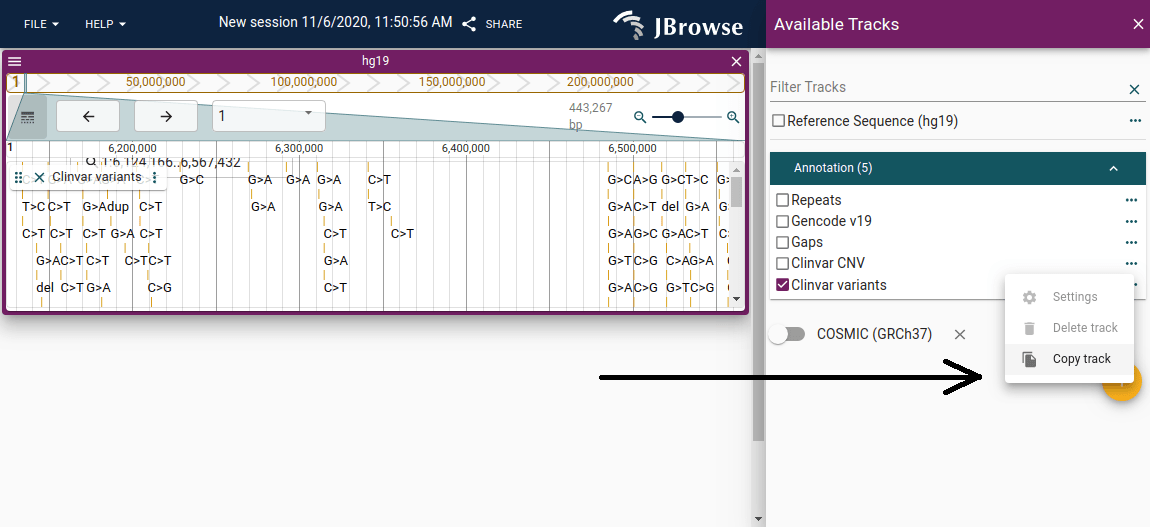 FILE HELP New session 11/6/2020, 11:50:56 AM SHARE JBrowse
Available Tracks
hg19
1 50,000,000 100,000,000 150,000,000 200,000,000
1
443,267
bp
1 6,200,000 6,300,000 6,400,000 6,500,000
1:6,124,166..6,567,432
Clinvar variants
G>C G>A G>A G>A C>T G>C A>G G>C T>C G>
T>C C>T G>A dup C>T G>A G>A T>C G>A C>T del G>A G>
C>T C>T C>T G>A C>T C>T C>T G>A G>C G>A C>T C>
G>A C>T C>T C>T C>T G>A G>T C>G C>A G>A
del C>T G>A C>G C>T G>A C>G G>T C>G
Filter Tracks
Reference Sequence (hg19)
Annotation (5)
Repeats
Gencode v19
Gaps
Clinvar CNV
Clinvar variants
Settings
Delete track
Copy track
COSMIC (GRCh37)